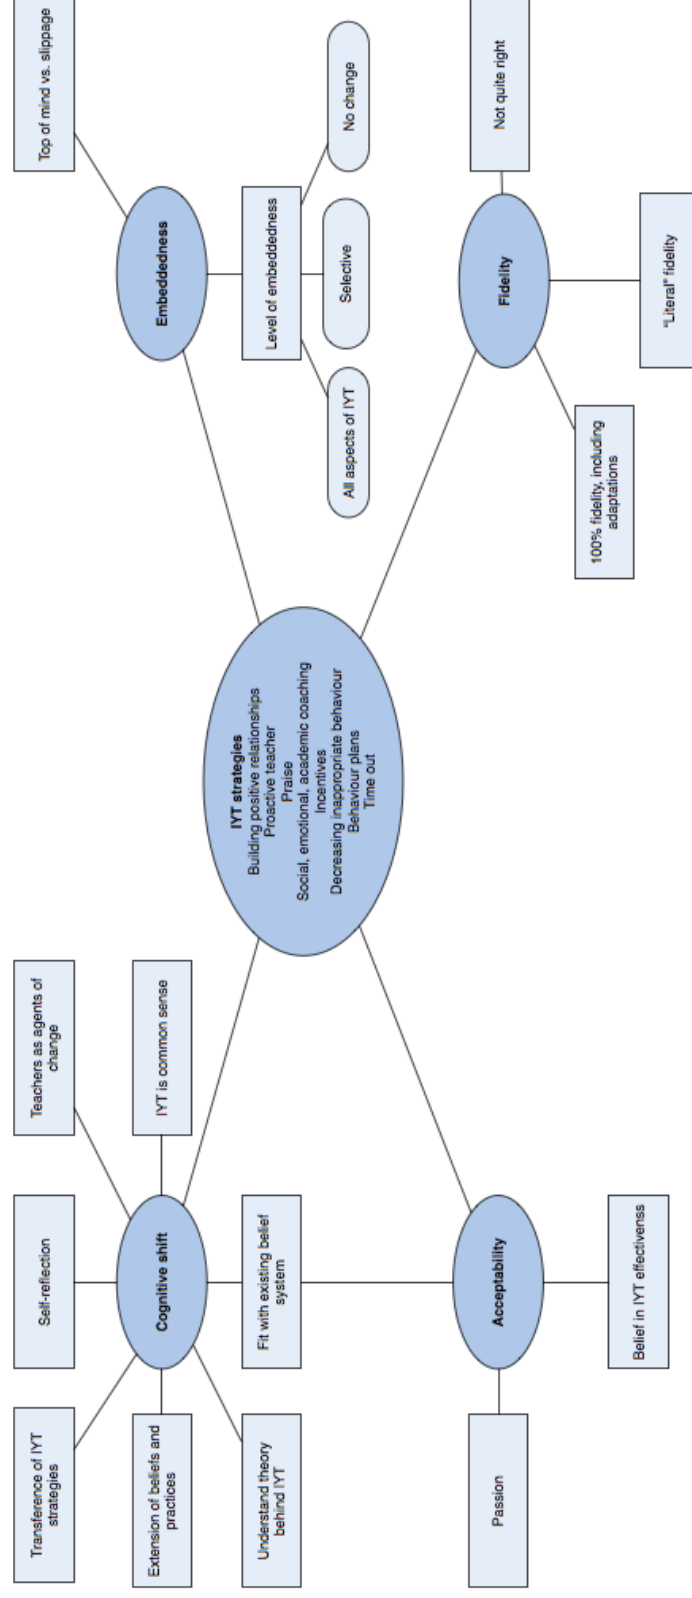 Transference of IYT
strategies
Self-reflection
Teachers as agents of
change
Top of mind vs. slippage
Extension of beliefs and
practices
Cognitive shift
IYT is common sense
Embeddedness
Understand theory
behind IYT
Fit with existing belief
system
IYT strategies
Building positive relationships
Proactive teacher
Praise
Social, emotional, academic coaching
Incentives
Decreasing inappropriate behaviour
Behaviour plans
Time out
Level of embeddedness
All aspects of IYT
Selective
No change
Passion
Acceptability
Fidelity
Not quite right
100% fidelity, including
adaptations
Belief in IYT effectivenss
"Literal" fidelity